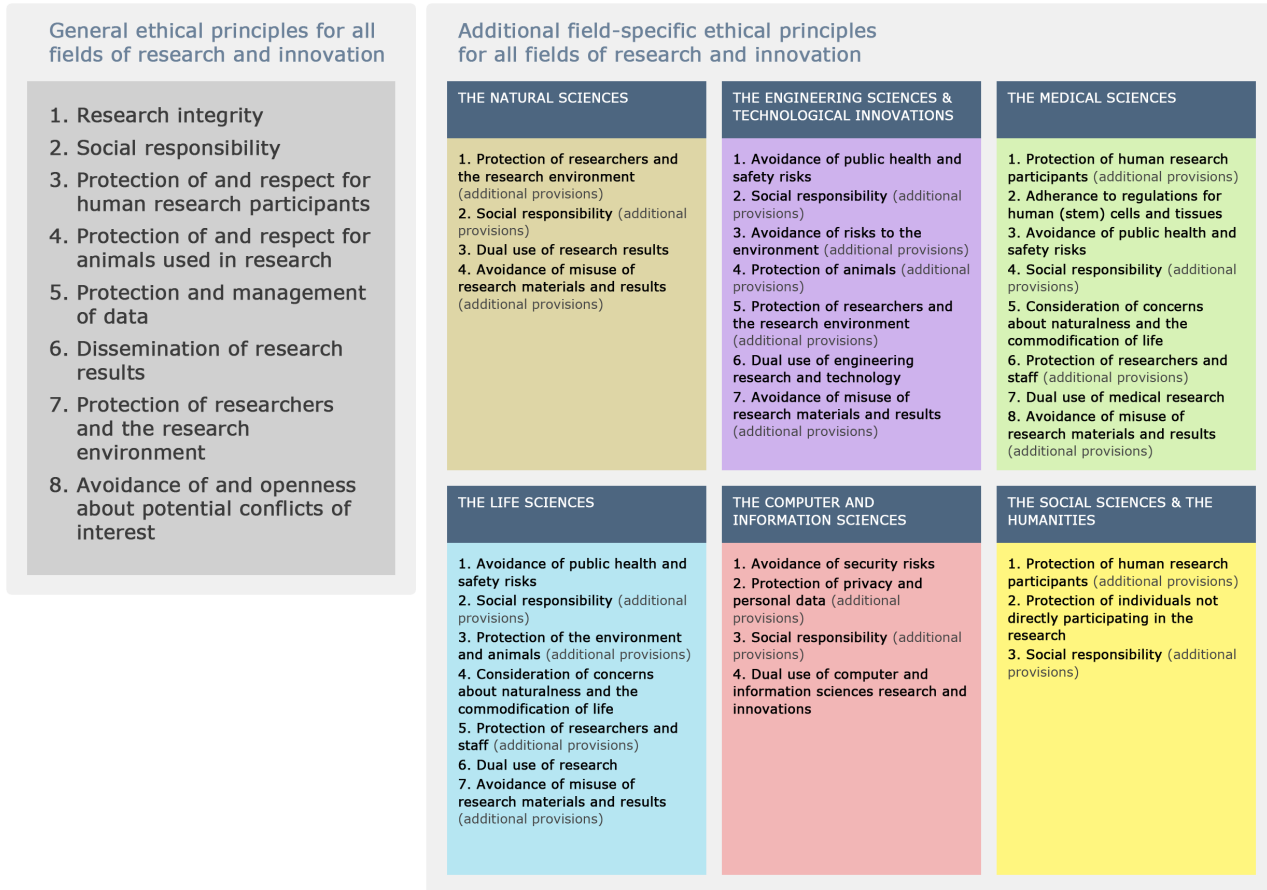 General ethical principles for all
fields of research and innovation
1. Research integrity
2. Social responsibility
3. Protection of and respect for
human research participants
4. Protection of and respect for
animals used in research
5. Protection and management
of data
6. Dissemination of research
results
7. Protection of researchers
and the research
environment
8. Avoidance of and openness
about potential conflicts of
interest
Additional field-specific ethical principles
for all fields of research and innovation
THE NATURAL SCIENCES
1. Protection of researchers and
the research environment
(additional provisions)
2. Social responsibility (additional
provisions)
3. Dual use of research results
4. Avoidance of misuse of
research materials and results
(additional provisions)
THE ENGINEERING SCIENCES &
TECHNOLOGICAL INNOVATIONS
1. Avoidance of public health and
safety risks
2. Social responsibility (additional
provisions)
3. Avoidance of risks to the
environment (additional provisions)
4. Protection of animals (additional
provisions)
5. Protection of researchers and
the research environment
(additional provisions)
6. Dual use of engineering
research and technology
7. Avoidance of misuse of
research materials and results
(additional provisions)
THE MEDICAL SCIENCES
1. Protection of human research
participants (additional provisions)
2. Adherance to regulations for
human (stem) cells and tissues
3. Avoidance of public health and
safety risks
4. Social responsibility (additional
provisions)
5. Consideration of concerns
about naturalness and the
commodification of life
6. Protection of researchers and
staff (additional provisions)
7. Dual use of medical research
8. Avoidance of misuse of
research materials and results
(additional provisions)
THE LIFE SCIENCES
1. Avoidance of public health and
safety risks
2. Social responsibility (additional
provisions)
3. Protection of the environment
and animals (additional provisions)
4. Consideration of concerns
about naturalness and the
commodification of life
5. Protection of researchers and
staff (additional provisions)
6. Dual use of research
7. Avoidance of misuse of
research materials and results
(additional provisions)
THE COMPUTER AND
INFORMATION SCIENCES
1. Avoidance of security risks
2. Protection of privacy and
personal data (additional
provisions)
3. Social responsibility (additional
provisions)
4. Dual use of computer and
information sciences research and
innovations
THE SOCIAL SCIENCES & THE
HUMANITIES
1. Protection of human research
participants (additional provisions)
2. Protection of individuals not
directly participating in the
research
3. Social responsibility (additional
provisions)